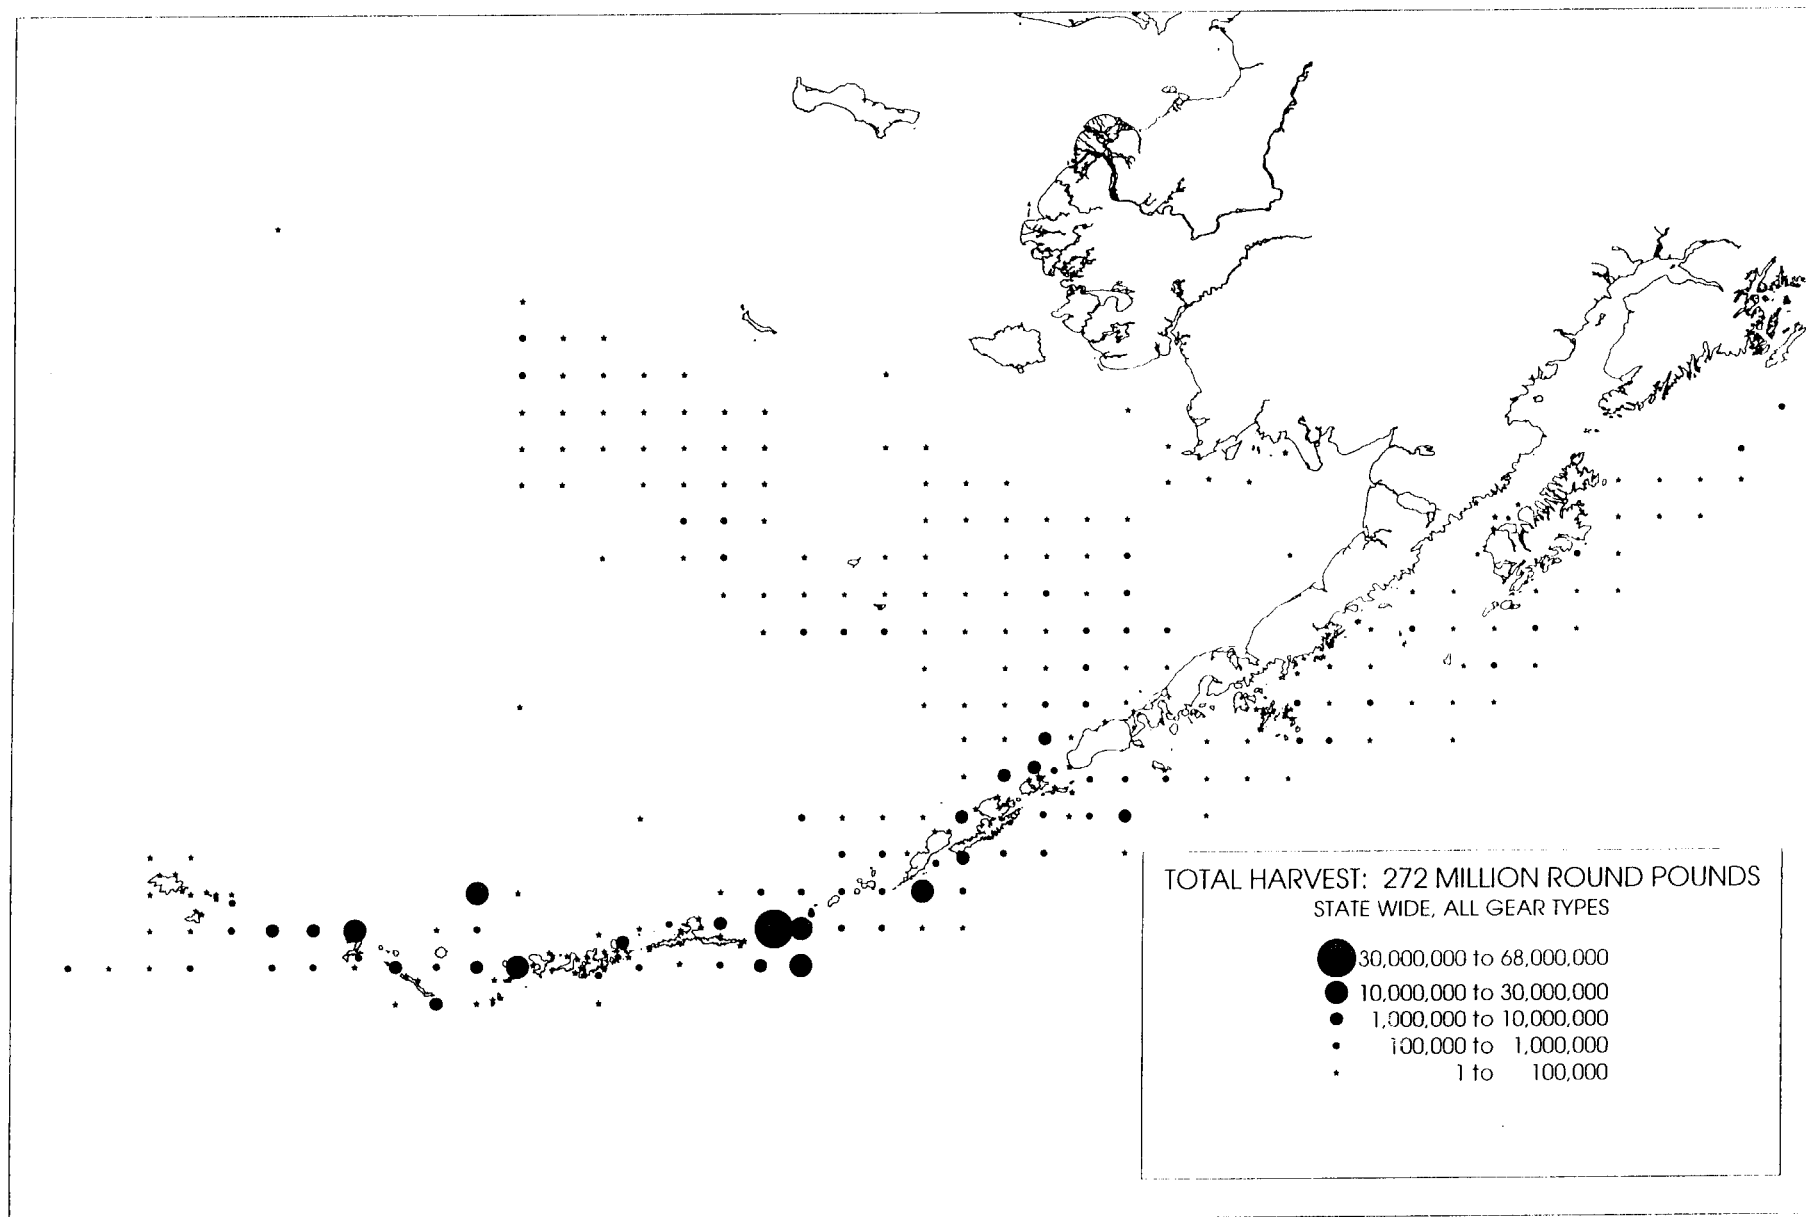 TOTAL HARVEST: 272 MILLION ROUND POUNDS
STATE WIDE, ALL GEAR TYPES
30,000,000 to 68,000,000
10,000,000 to 30,000,000
1,000,000 to 10,000,000
100,000 to 1,000,000
1 to 100,000